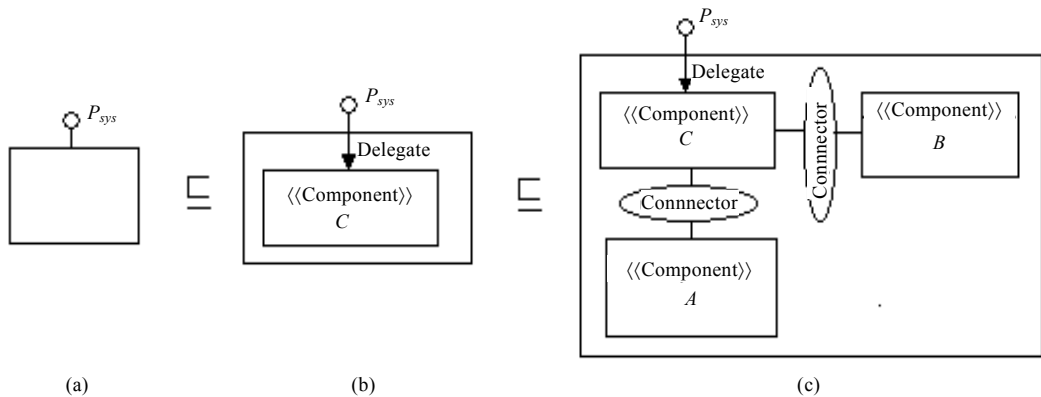 P_sys
P_sys
Delegate
⟨⟨Component⟩⟩
C
⊑
⊑
P_sys
Delegate
⟨⟨Component⟩⟩
C
Connnector
⟨⟨Component⟩⟩
B
Connnector
⟨⟨Component⟩⟩
A
(a)
(b)
(c)